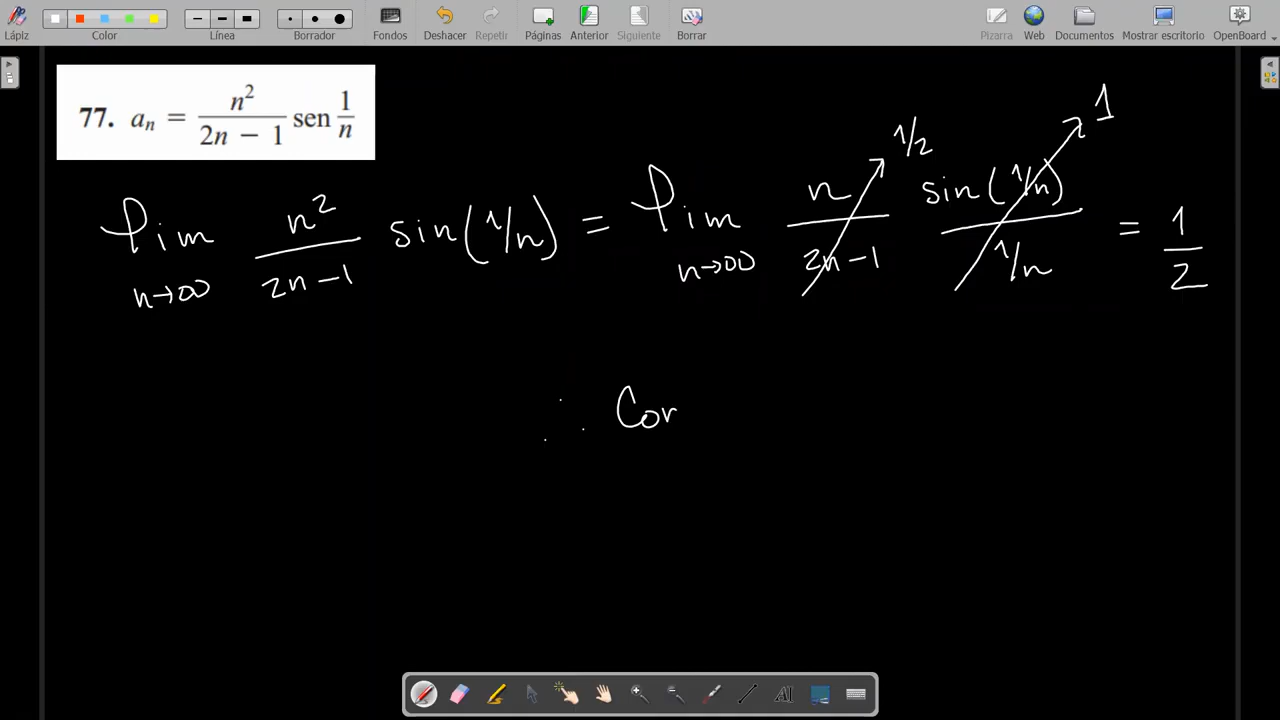 Lápiz Color Línea Borrador Fondos Deshacer Repetir Páginas Anterior Siguiente Borrar Pizarra Web Documentos Mostrar escritorio OpenBoard
77. aₙ = n² / (2n − 1) sen 1/n
lim n→∞ n² / (2n − 1) sin(1/n) = lim n→∞ n / (2n − 1) 1/2 sin(1/n) / (1/n) 1 = 1/2
∴ Cor
AI